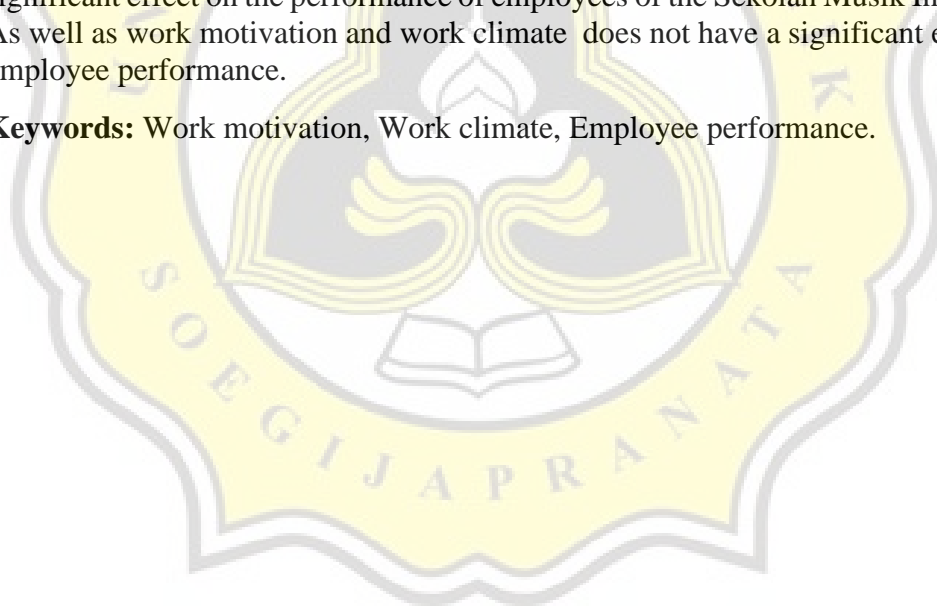 significant effect on the performance of employees of the Sekolah Musik
As well as work motivation and work climate does not have a significant
employee performance.
Keywords: Work motivation, Work climate, Employee performance.
SOEGIJAPRANATA